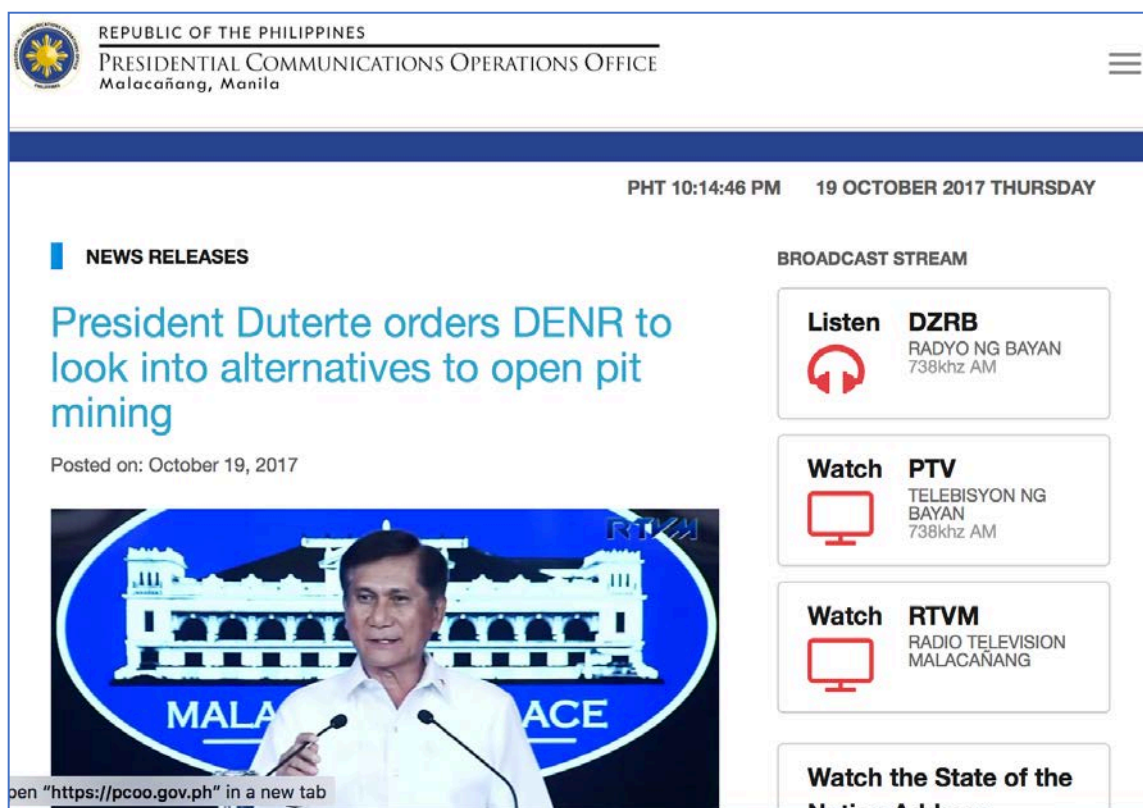 REPUBLIC OF THE PHILIPPINES
PRESIDENTIAL COMMUNICATIONS OPERATIONS OFFICE
Malacañang, Manila
PHT 10:14:46 PM 19 OCTOBER 2017 THURSDAY
NEWS RELEASES
President Duterte orders DENR to
look into alternatives to open pit
mining
Posted on: October 19, 2017
RTVM
MALA ACE
BROADCAST STREAM
Listen DZRB
RADYO NG BAYAN
738khz AM
Watch PTV
TELEBISYON NG
BAYAN
738khz AM
Watch RTVM
RADIO TELEVISION
MALACAÑANG
Watch the State of the
Nation Address
pen "https://pcoo.gov.ph" in a new tab